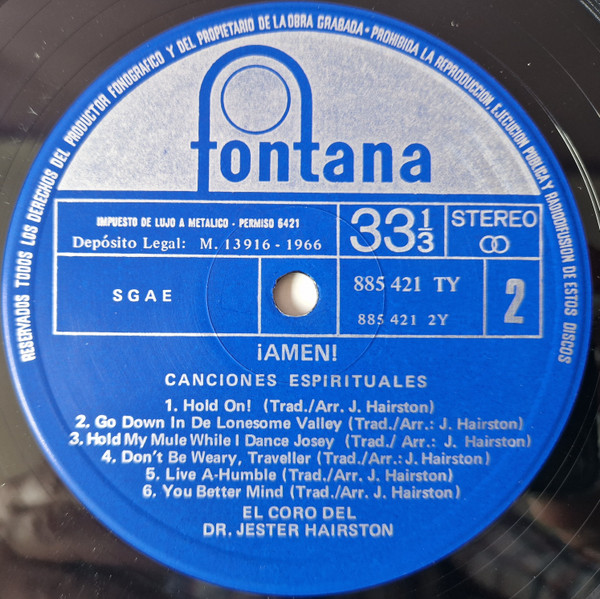 RESERVADOS TODOS LOS DERECHOS DEL PRODUCTOR FONOGRAFICO Y DEL PROPIETARIO DE LA OBRA GRABADA · PROHIBIDA LA REPRODUCCION, EJECUCION PUBLICA Y RADIODIFUSION DE ESTOS DISCOS
fontana
IMPUESTO DE LUJO A METALICO - PERMISO 6421
Depósito Legal: M. 13916 - 1966
33 1/3
STEREO
SGAE
885 421 TY
885 421 2Y
2
¡AMEN!
CANCIONES ESPIRITUALES
1. Hold On! (Trad./Arr. J. Hairston)
2. Go Down In De Lonesome Valley (Trad./Arr.: J. Hairston)
3. Hold My Mule While I Dance Josey (Trad./ Arr.: J. Hairston)
4. Don't Be Weary, Traveller (Trad./Arr.: J. Hairston)
5. Live A-Humble (Trad./Arr. J. Hairston)
6. You Better Mind (Trad./Arr. J. Hairston)
EL CORO DEL
DR. JESTER HAIRSTON